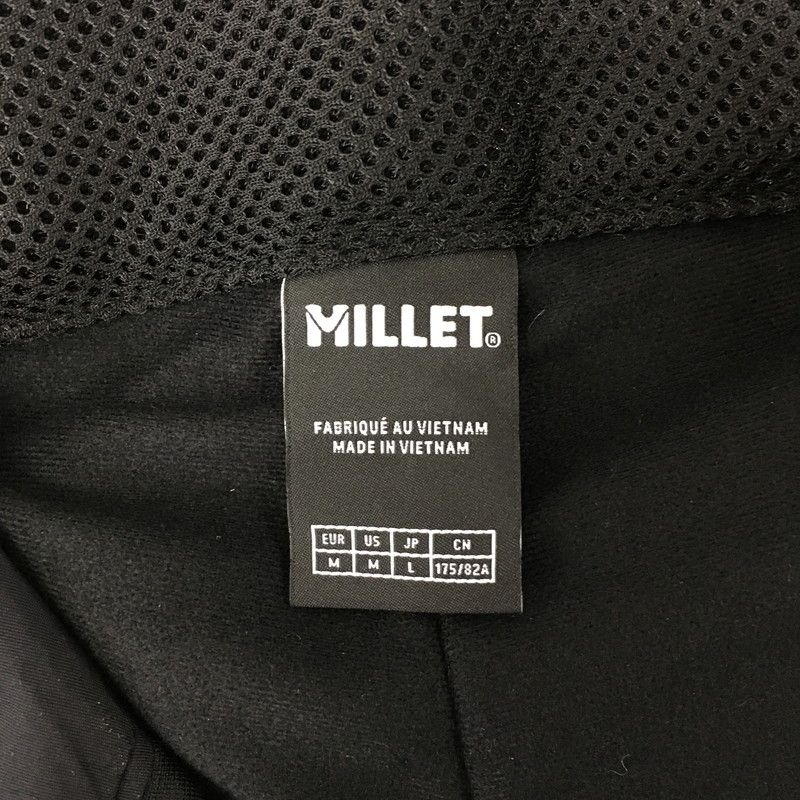 MILLET®
FABRIQUÉ AU VIETNAM
MADE IN VIETNAM
EUR US JP CN
M M L 175/82A